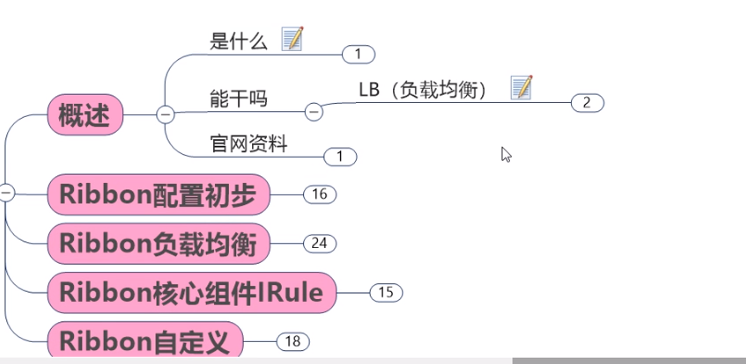 是什么
1
能干吗
LB（负载均衡）
2
概述
官网资料
1
Ribbon配置初步
16
Ribbon负载均衡
24
Ribbon核心组件IRule
15
Ribbon自定义
18